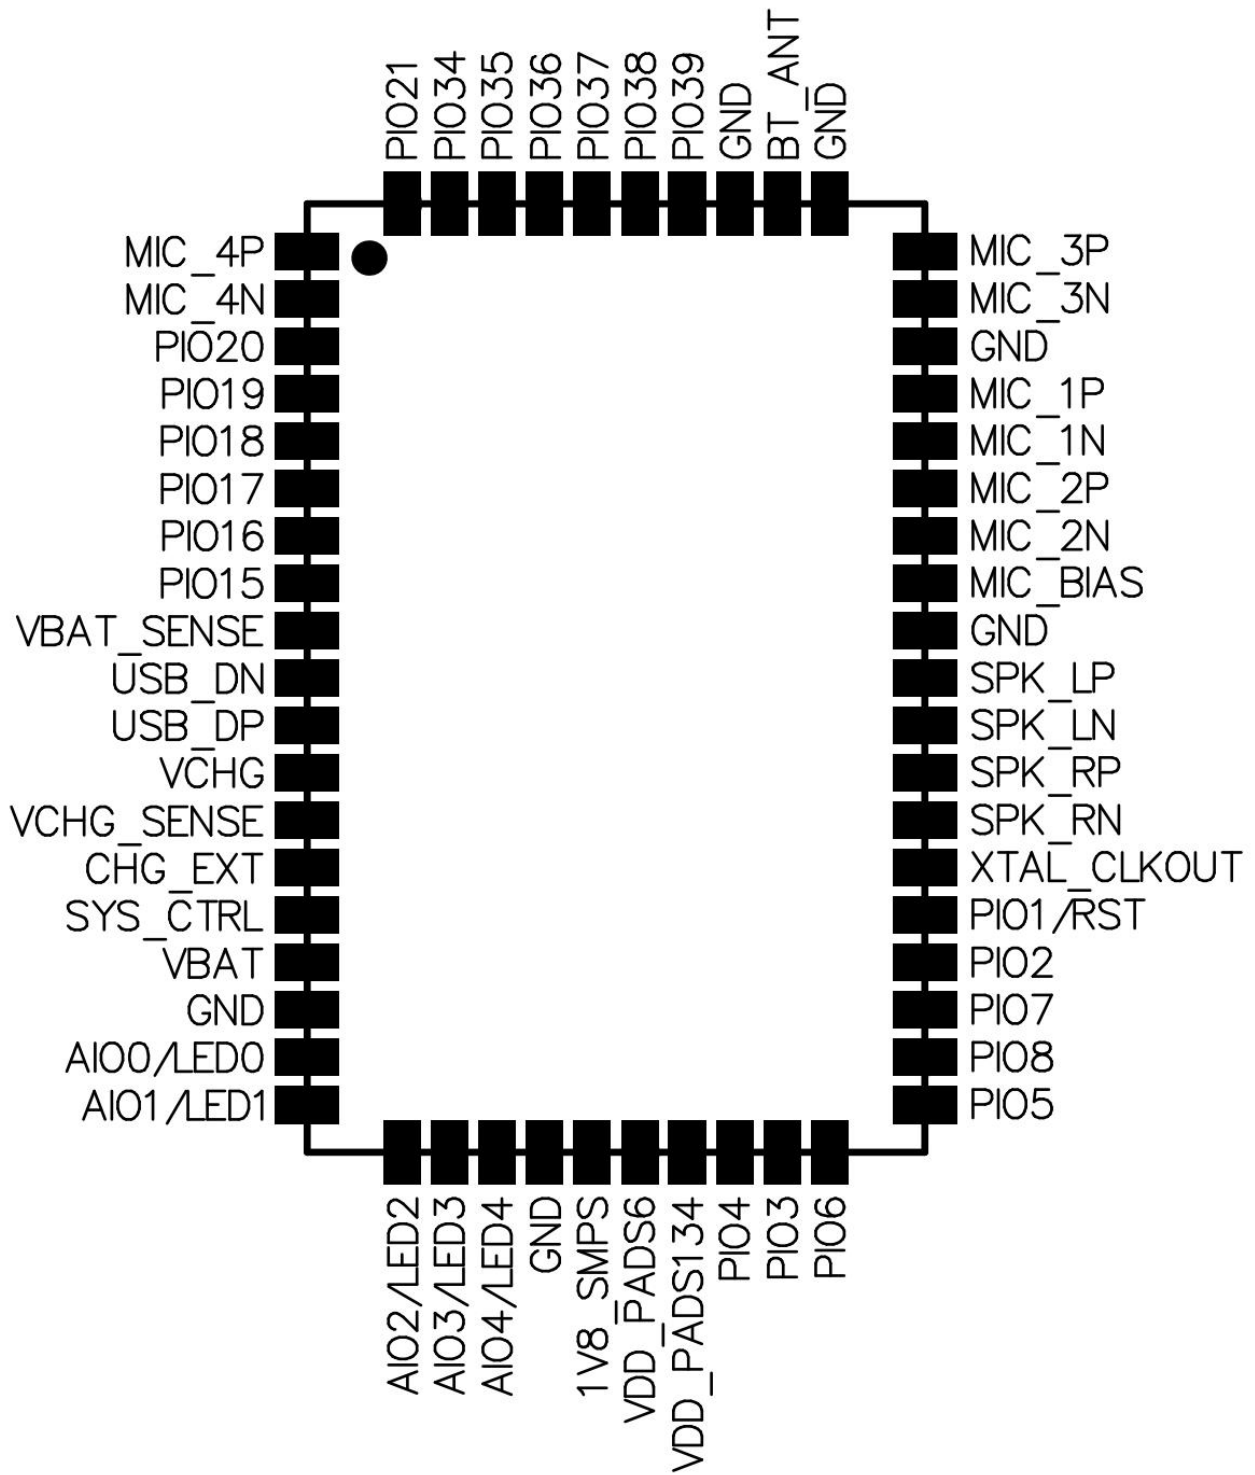 PIO21
PIO34
PIO35
PIO36
PIO37
PIO38
PIO39
GND
BT_ANT
GND
MIC_4P
MIC_4N
PIO20
PIO19
PIO18
PIO17
PIO16
PIO15
VBAT_SENSE
USB_DN
USB_DP
VCHG
VCHG_SENSE
CHG_EXT
SYS_CTRL
VBAT
GND
AIO0/LED0
AIO1/LED1
MIC_3P
MIC_3N
GND
MIC_1P
MIC_1N
MIC_2P
MIC_2N
MIC_BIAS
GND
SPK_LP
SPK_LN
SPK_RP
SPK_RN
XTAL_CLKOUT
PIO1/RST
PIO2
PIO7
PIO8
PIO5
AIO2/LED2
AIO3/LED3
AIO4/LED4
GND
1V8_SMPS
VDD_PADS6
VDD_PADS134
PIO4
PIO3
PIO6